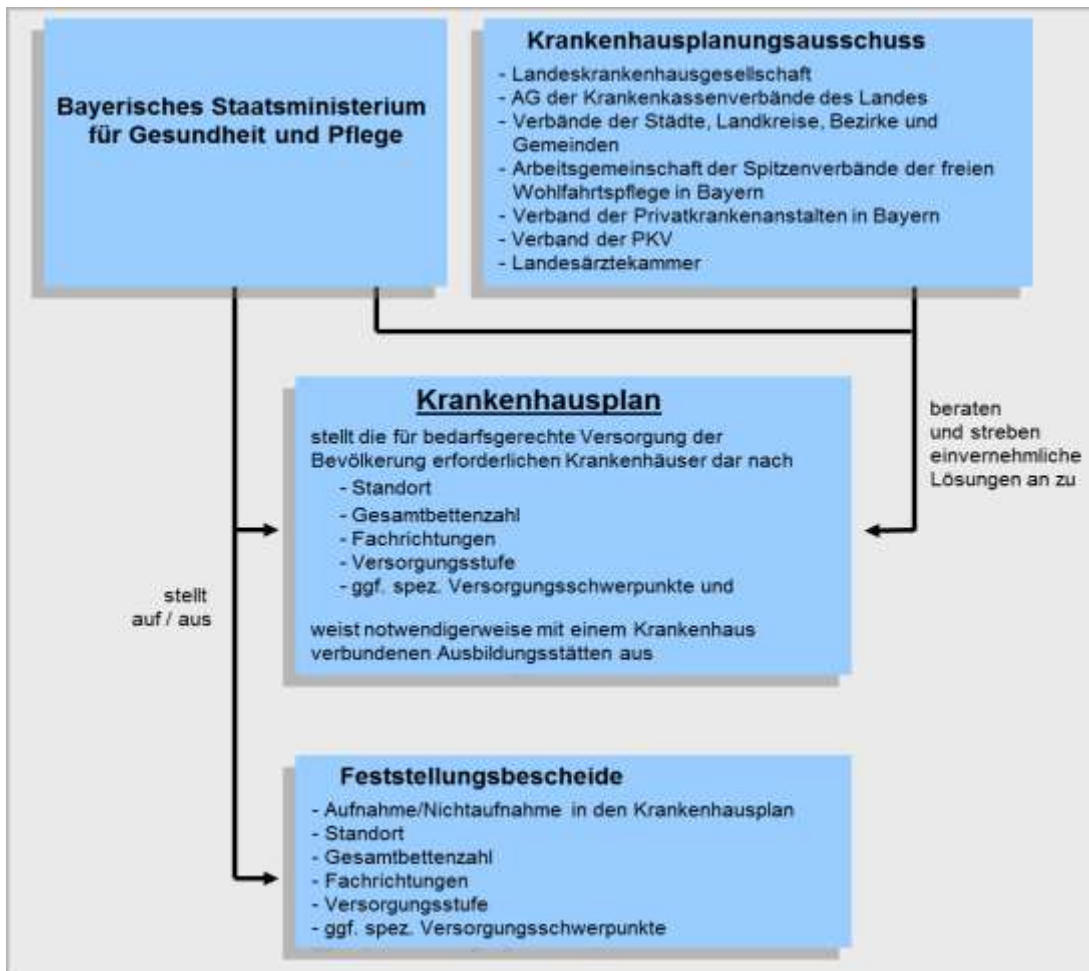 Bayerisches Staatsministerium
für Gesundheit und Pflege
Krankenhausplanungsausschuss
- Landeskrankenhausgesellschaft
- AG der Krankenkassenverbände des Landes
- Verbände der Städte, Landkreise, Bezirke und
Gemeinden
- Arbeitsgemeinschaft der Spitzenverbände der freien
Wohlfahrtspflege in Bayern
- Verband der Privatkrankenanstalten in Bayern
- Verband der PKV
- Landesärztekammer
Krankenhausplan
stellt die für bedarfsgerechte Versorgung der
Bevölkerung erforderlichen Krankenhäuser dar nach
- Standort
- Gesamtbettenzahl
- Fachrichtungen
- Versorgungsstufe
- ggf. spez. Versorgungsschwerpunkte und
weist notwendigerweise mit einem Krankenhaus
verbundenen Ausbildungsstätten aus
beraten
und streben
einvernehmliche
Lösungen an zu
stellt
auf / aus
Feststellungsbescheide
- Aufnahme/Nichtaufnahme in den Krankenhausplan
- Standort
- Gesamtbettenzahl
- Fachrichtungen
- Versorgungsstufe
- ggf. spez. Versorgungsschwerpunkte